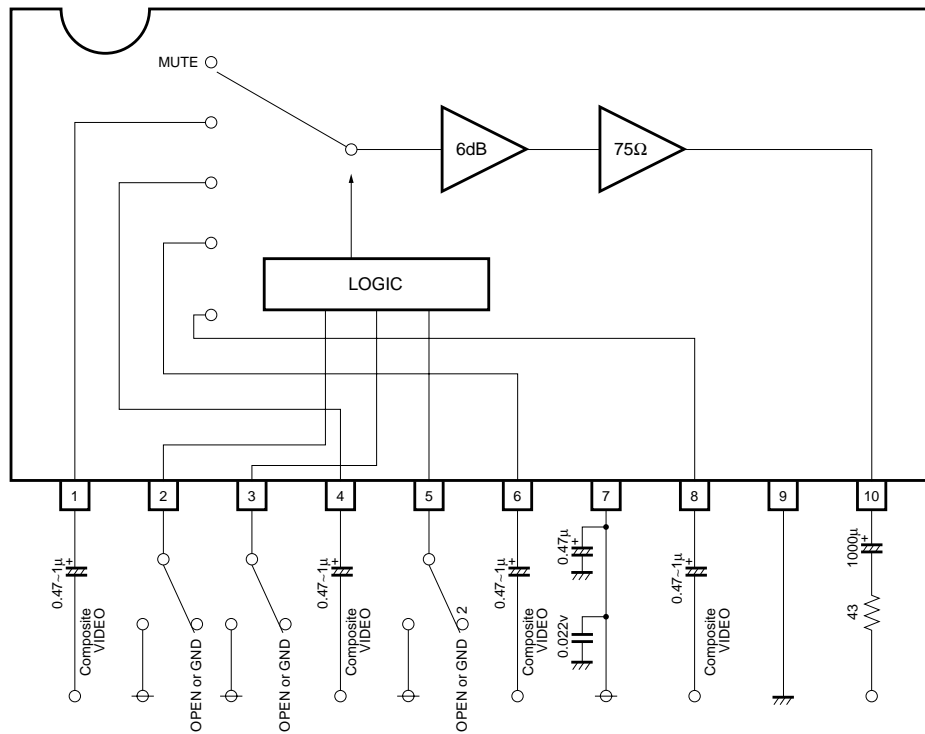 MUTE
6dB
75Ω
LOGIC
1
2
3
4
5
6
7
8
9
10
0.47~1μ
+
Composite
VIDEO
OPEN or GND
OPEN or GND
0.47~1μ
+
Composite
VIDEO
OPEN or GND
2
0.47~1μ
+
Composite
VIDEO
0.47μ
+
0.022v
0.47~1μ
+
Composite
VIDEO
1000μ
+
43